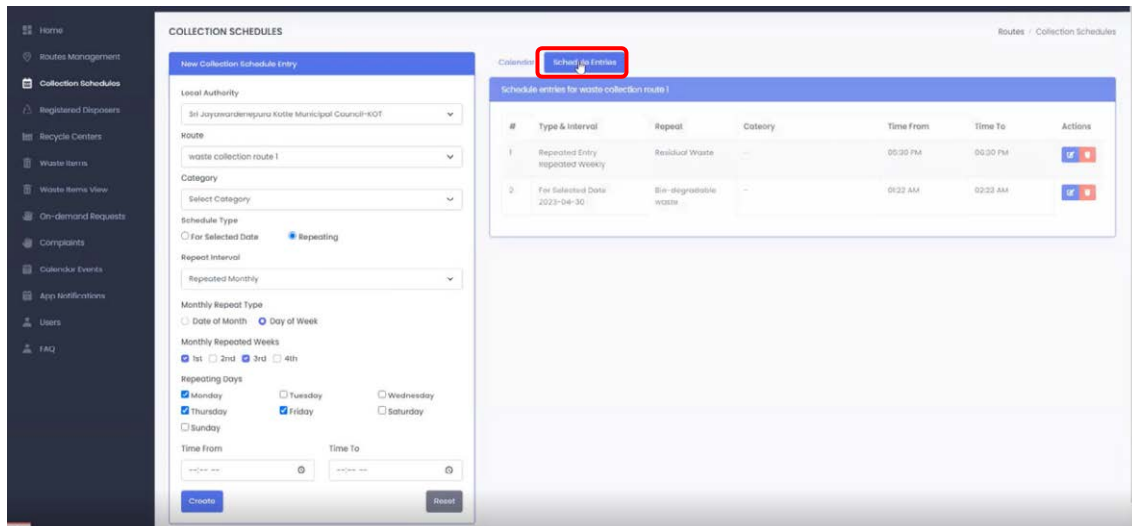 Home
Routes Management
Collection Schedules
Registered Disposers
Recycle Centers
Waste Items
Waste Items View
On-demand Requests
Complaints
Calendar Events
App Notifications
Users
FAQ
COLLECTION SCHEDULES
Routes / Collection Schedules
New Collection Schedule Entry
Local Authority
Sri Jayawardenepura Kotte Municipal Council-KOT
Route
waste collection route 1
Category
Select Category
Schedule Type
For Selected Date Repeating
Repeat Interval
Repeated Monthly
Monthly Repeat Type
Date of Month Day of Week
Monthly Repeated Weeks
1st 2nd 3rd 4th
Repeating Days
Monday Tuesday Wednesday
Thursday Friday Saturday
Sunday
Time From Time To
--:-- -- --:-- --
Create Reset
Calendar Schedule Entries
Schedule entries for waste collection route 1
# Type & Interval Repeat Cateory Time From Time To Actions
1 Repeated Entry Residual Waste -- 05:30 PM 06:30 PM
Repeated Weekly
2 For Selected Date Bio-degradable -- 01:22 AM 02:23 AM
2023-04-30 waste